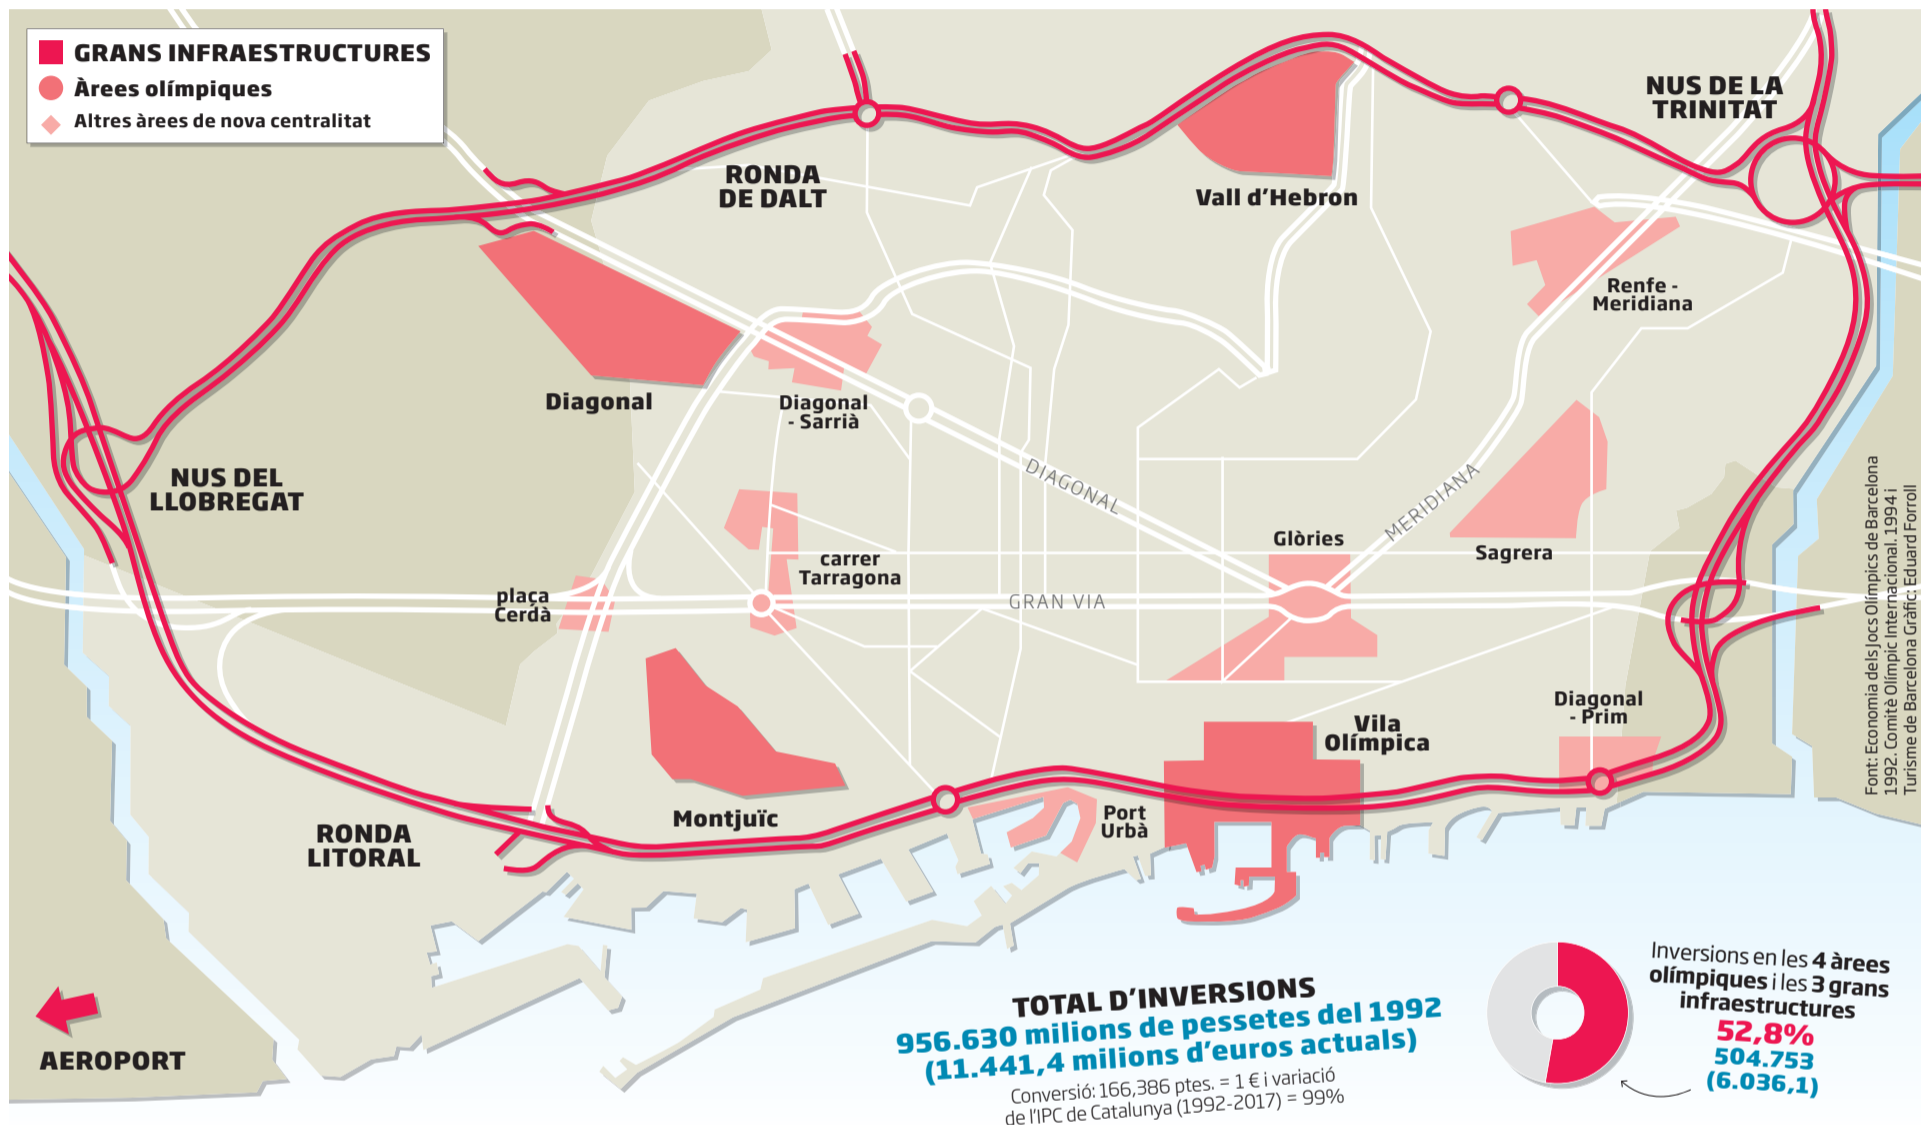 GRANS INFRAESTRUCTURES
Àrees olímpiques
Altres àrees de nova centralitat
NUS DE LA
TRINITAT
RONDA
DE DALT
Vall d’Hebron
Renfe -
Meridiana
Diagonal
Diagonal
- Sarrià
NUS DEL
LLOBREGAT
DIAGONAL
MERIDIANA
Glòries
Sagrera
carrer
Tarragona
plaça
Cerdà
GRAN VIA
Diagonal
- Prim
Vila
Olímpica
Montjuïc
Port
Urbà
RONDA
LITORAL
AEROPORT
TOTAL D’INVERSIONS
956.630 milions de pessetes del 1992
(11.441,4 milions d’euros actuals)
Conversió: 166,386 ptes. = 1 € i variació
de l’IPC de Catalunya (1992-2017) = 99%
Inversions en les 4 àrees
olímpiques i les 3 grans
infraestructures
52,8%
504.753
(6.036,1)
Font: Economia dels Jocs Olímpics de Barcelona
1992. Comitè Olímpic Internacional. 1994 i
Turisme de Barcelona Gràfic: Eduard Forroll